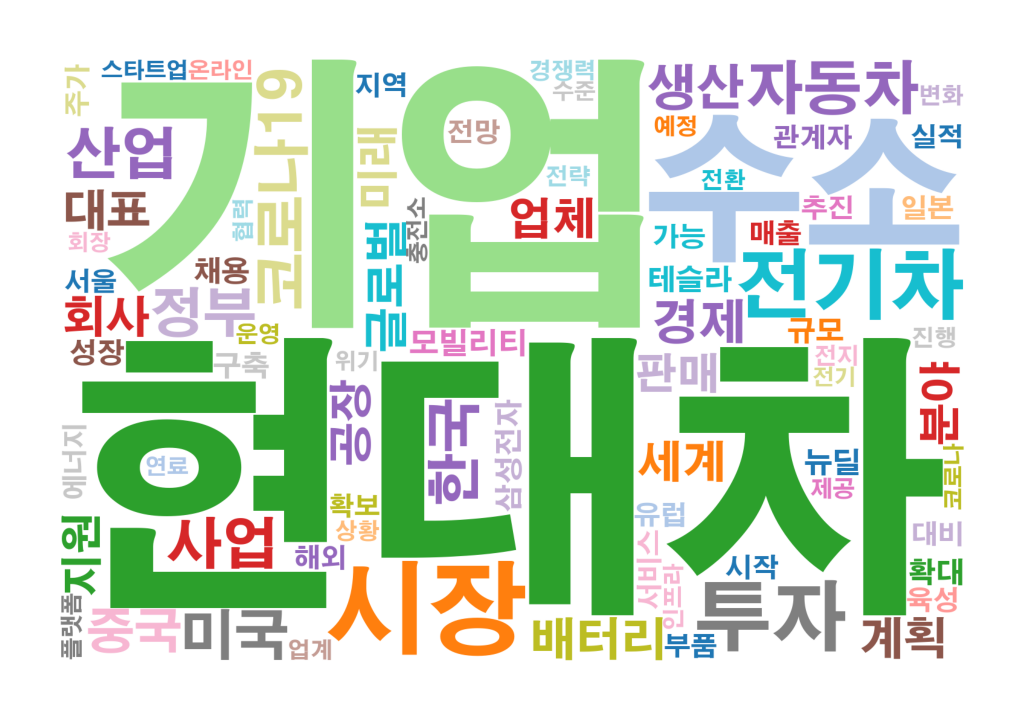 스타트업
온라인
주가
코로나19
지역
기업
경쟁력
수준
생산
자동차
변화
산업
미래
전망
예정
관계자
실적
수소
대표
협력
전략
전환
회장
충전소
업체
추진
일본
글로벌
가능
매출
서울
채용
테슬라
전기차
회사
정부
운영
경제
규모
성장
모빌리티
진행
구축
위기
판매
전지
전기
현대차
공장
한국
삼성전자
분야
에너지
연료
세계
뉴딜
제공
코로나
확보
상황
유럽
대비
지원
사업
해외
시장
서비스
인프라
시작
확대
투자
육성
플랫폼
중국
미국
업계
배터리
부품
계획